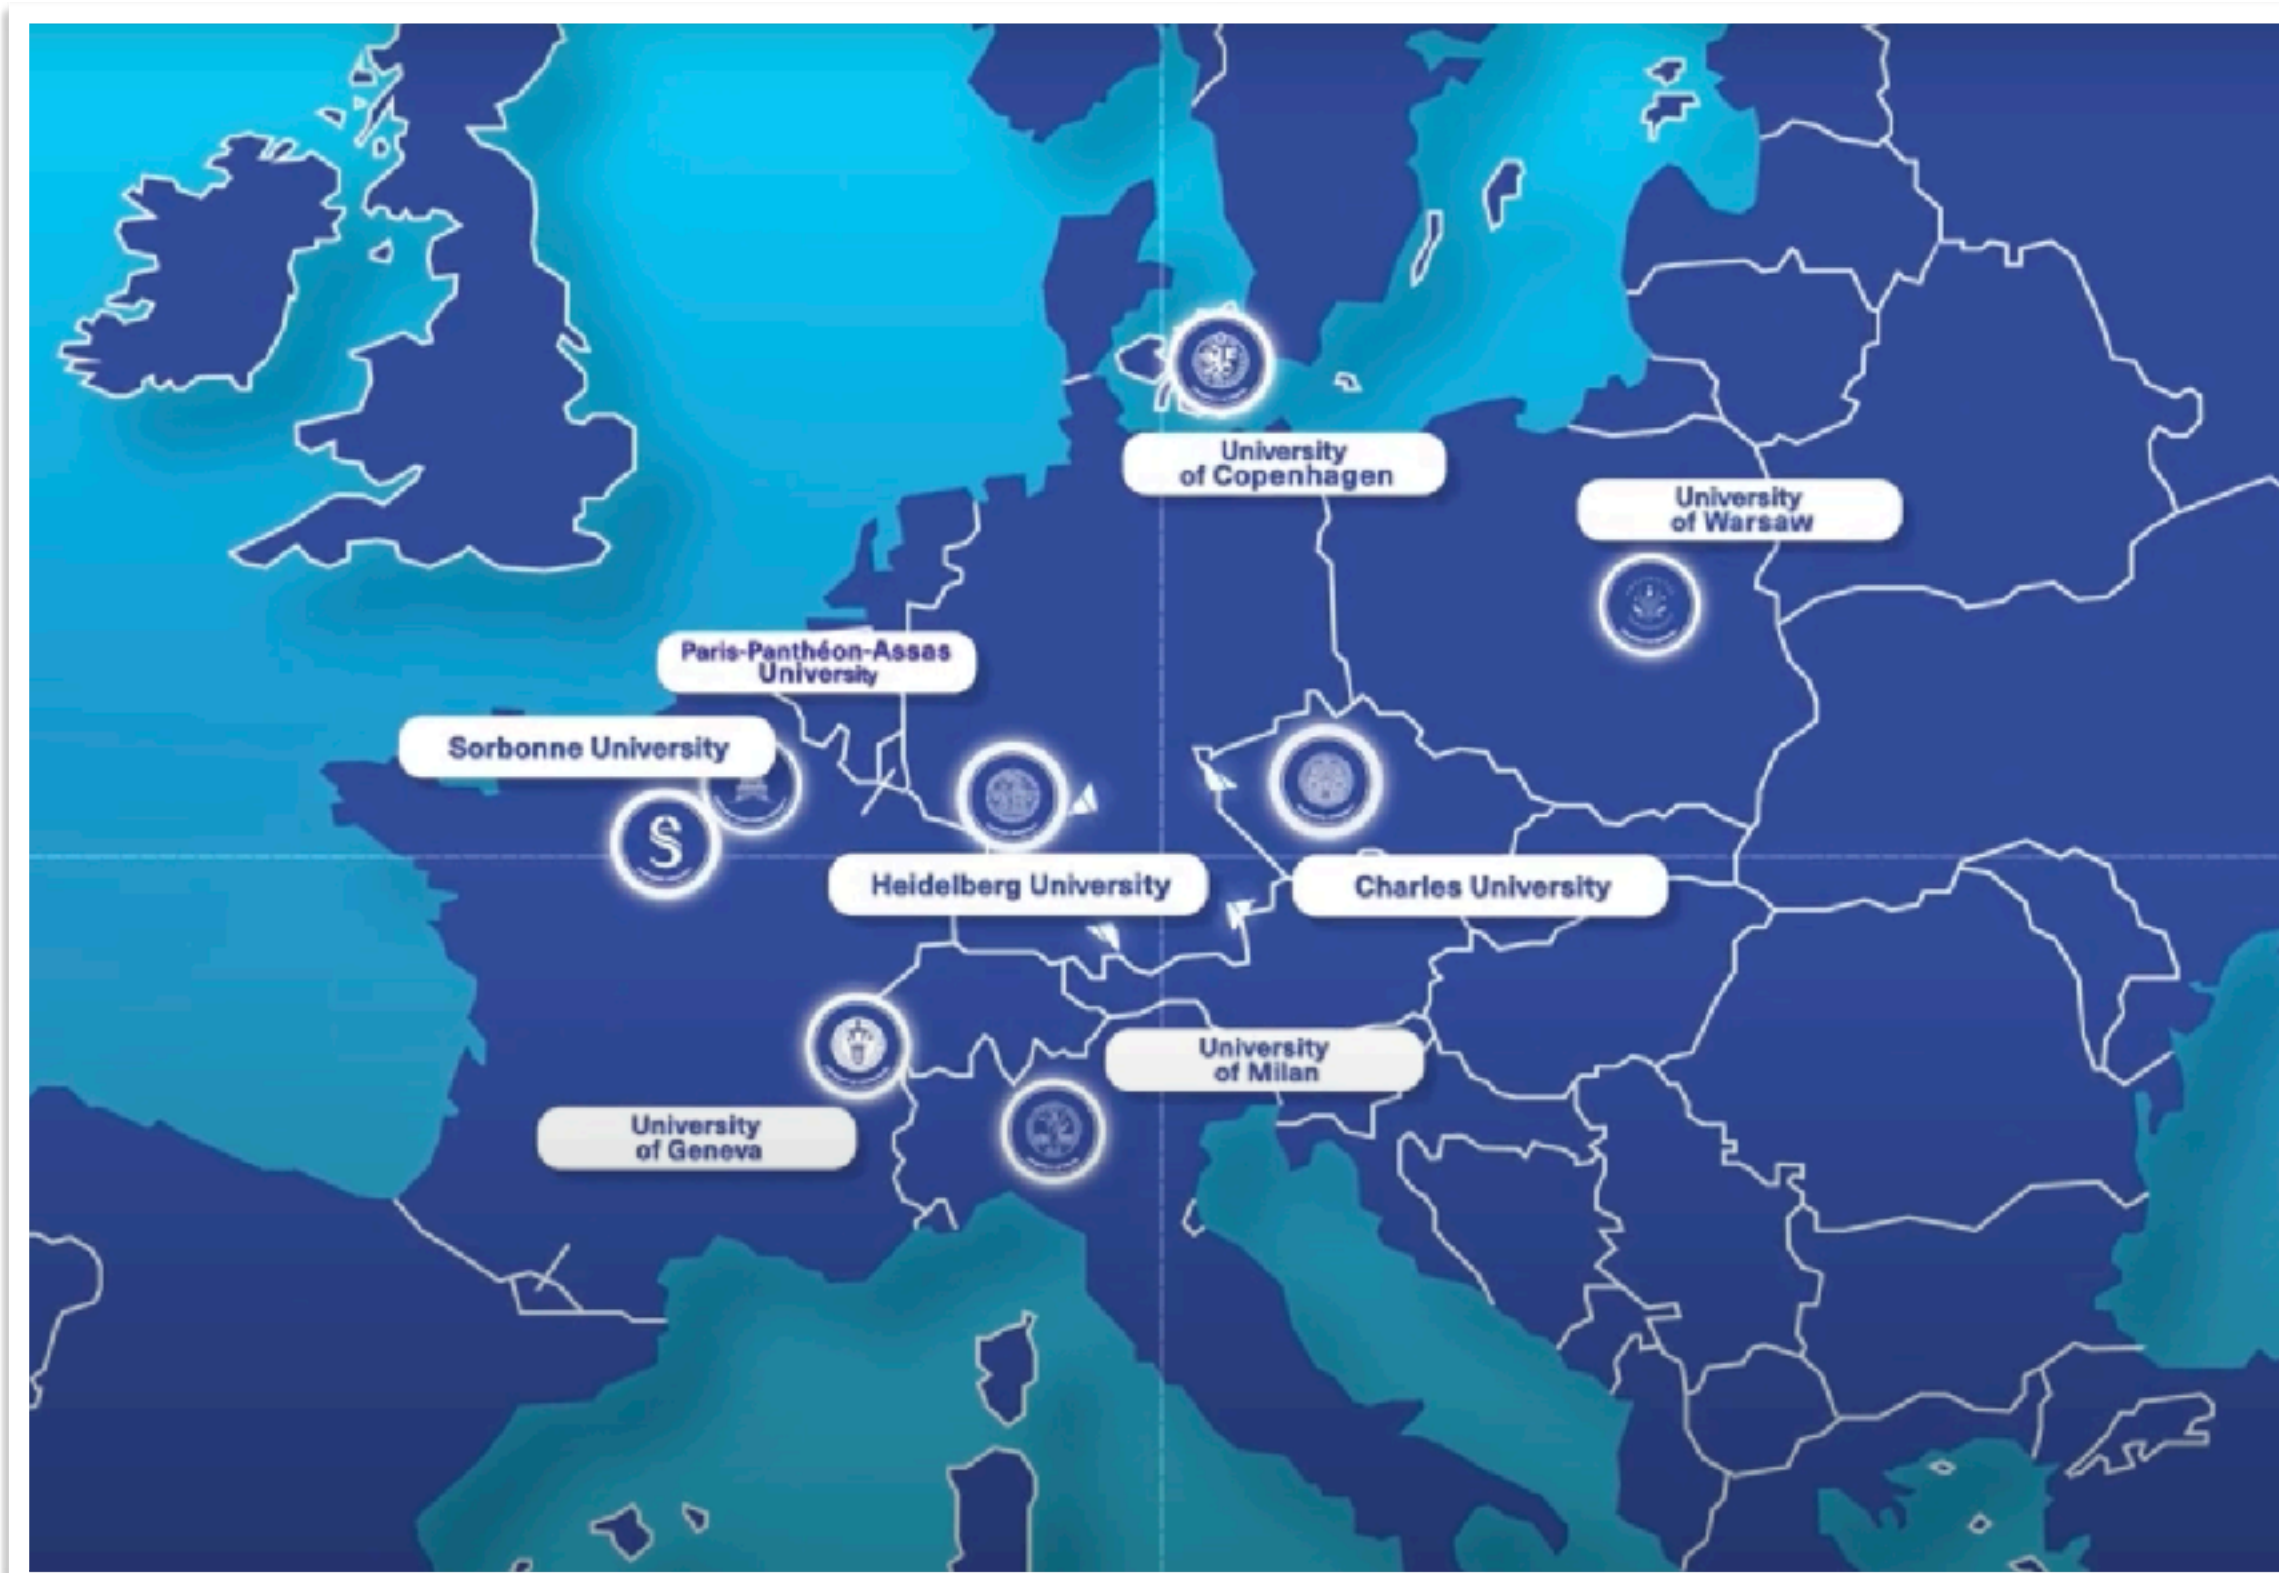 University
of Copenhagen
University
of Warsaw
Paris-Panthéon-Assas
University
Sorbonne University
S
Heidelberg University
Charles University
University
of Milan
University
of Geneva